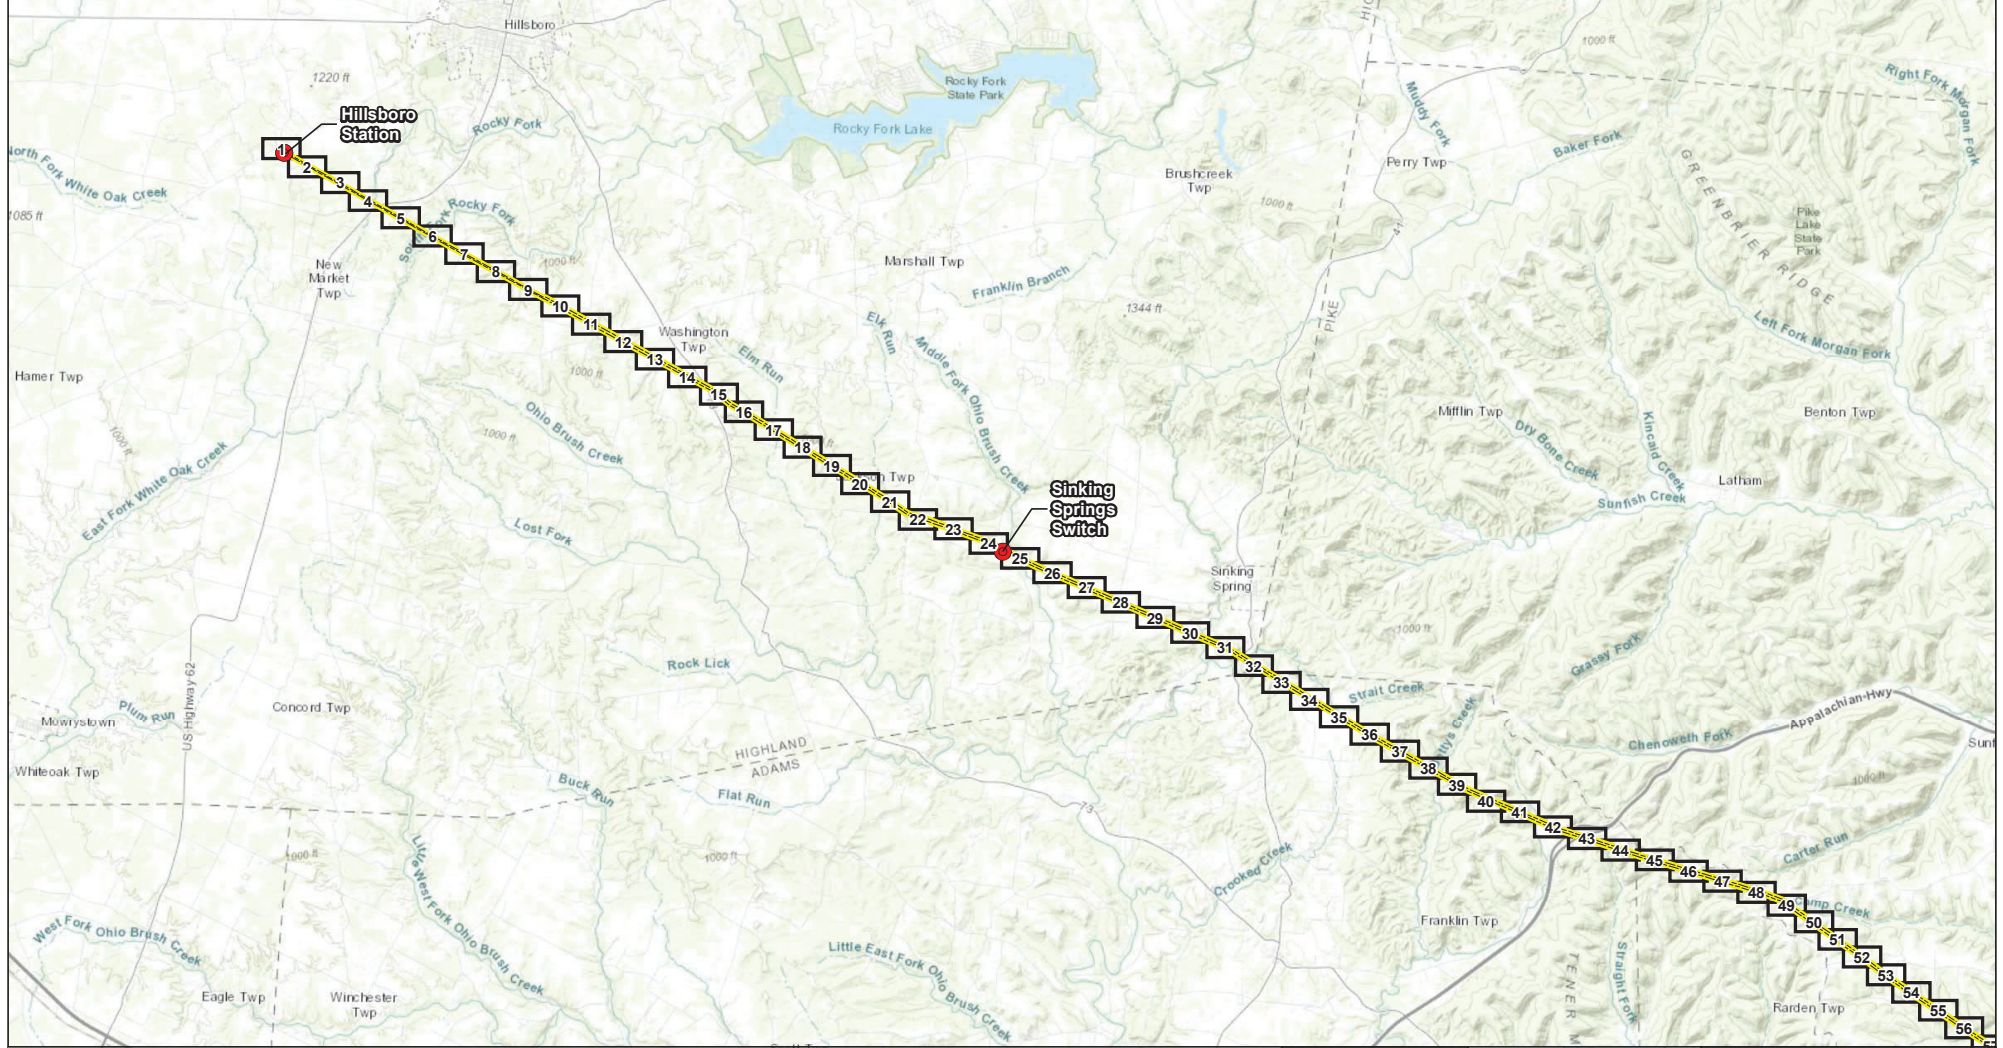 Hillsboro
1220 ft
Hillsboro
Station
Rocky Fork
State Park
Rocky Fork Lake
Rocky Fork
1000 ft
Right Fork Morgan Fork
Muddy Fork
Baker Fork
Perry Twp
Brushcreek
Twp
North Fork White Oak Creek
1085 ft
Rocky Fork
GREENBRIER RIDGE
Pike
Lake
State
Park
1000 ft
41
New
Market
Twp
1000 ft
Marshall Twp
Franklin Branch
1344 ft
PIKE
Left Fork Morgan Fork
Washington
Twp
Elm Run
Elk Run
Middle Fork Ohio Brush Creek
Hamer Twp
1000 ft
Ohio Brush Creek
1000 ft
1000 ft
Mifflin Twp
Dry Bone Creek
Kincaid Creek
Benton Twp
Latham
Sunfish Creek
East Fork White Oak Creek
Lost Fork
Twp
Sinking
Springs
Switch
Sinking
Spring
1000 ft
Grassy Fork
Rock Lick
Strait Creek
Appalachian Hwy
Chenoweth Fork
US Highway 62
Plum Run
Mowrystown
Concord Twp
Whiteoak Twp
HIGHLAND
ADAMS
Buck Run
Flat Run
73
1000 ft
Carter Run
1000 ft
1000 ft
Crooked Creek
Camp Creek
Franklin Twp
Little West Fork Ohio Brush Creek
West Fork Ohio Brush Creek
Little East Fork Ohio Brush Creek
Straight Fork
Eagle Twp
Winchester
Twp
Rarden Twp
1
2
3
4
5
6
7
8
9
10
11
12
13
14
15
16
17
18
19
20
21
22
23
24
25
26
27
28
29
30
31
32
33
34
35
36
37
38
39
40
41
42
43
44
45
46
47
48
49
50
51
52
53
54
55
56